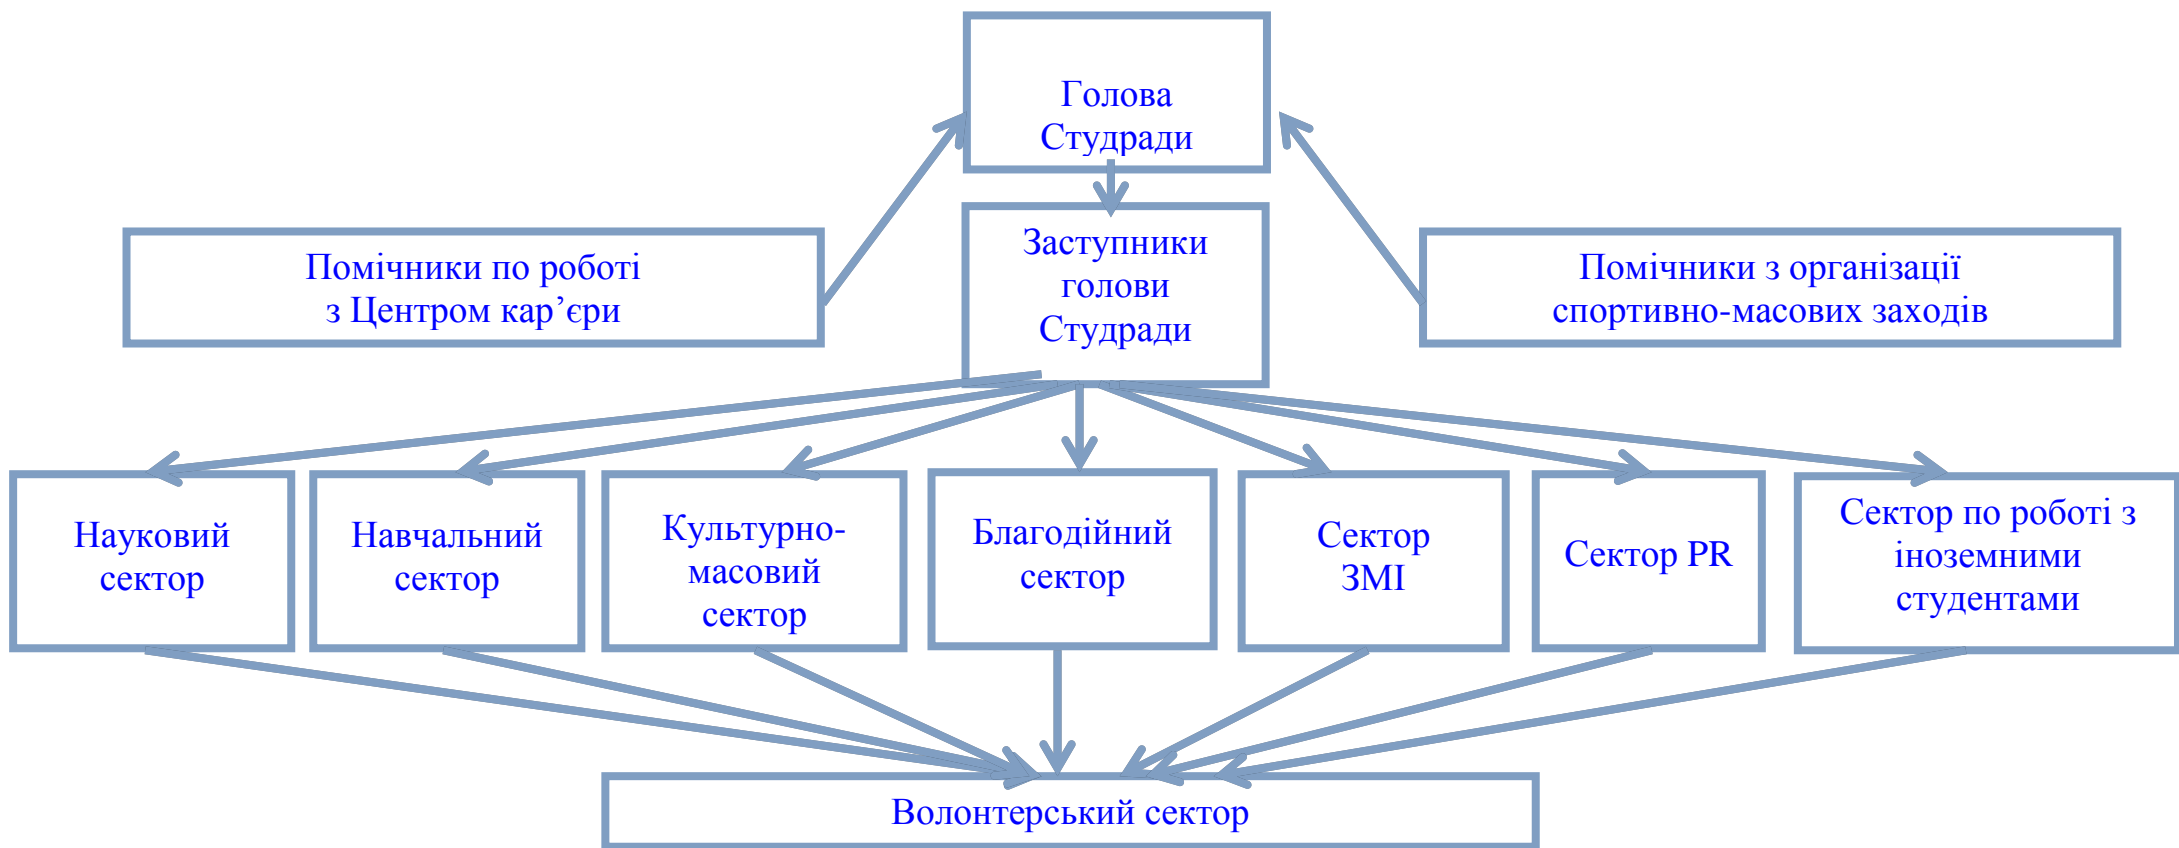 Голова
Студради
Заступники
голови
Студради
Помічники по роботі
з Центром кар’єри
Помічники з організації
спортивно-масових заходів
Науковий
сектор
Навчальний
сектор
Культурно-
масовий
сектор
Благодійний
сектор
Сектор
ЗМІ
Сектор PR
Сектор по роботі з
іноземними
студентами
Волонтерський сектор